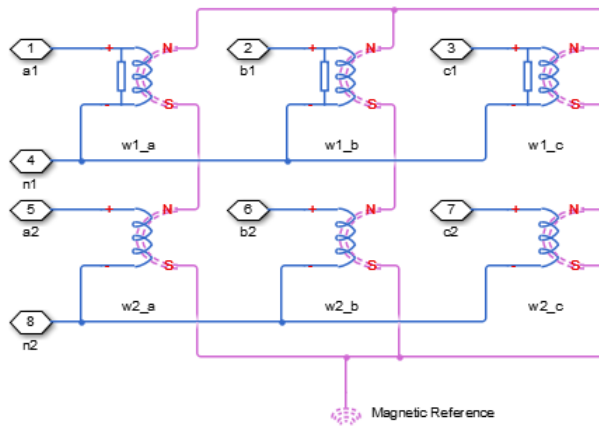 1 + N 2 + N 3 + N
a1 b1 c1
- S - S - S
w1_a w1_b w1_c
4
n1
5 + N 6 + N 7 + N
a2 b2 c2
- S - S - S
w2_a w2_b w2_c
8
n2
Magnetic Reference